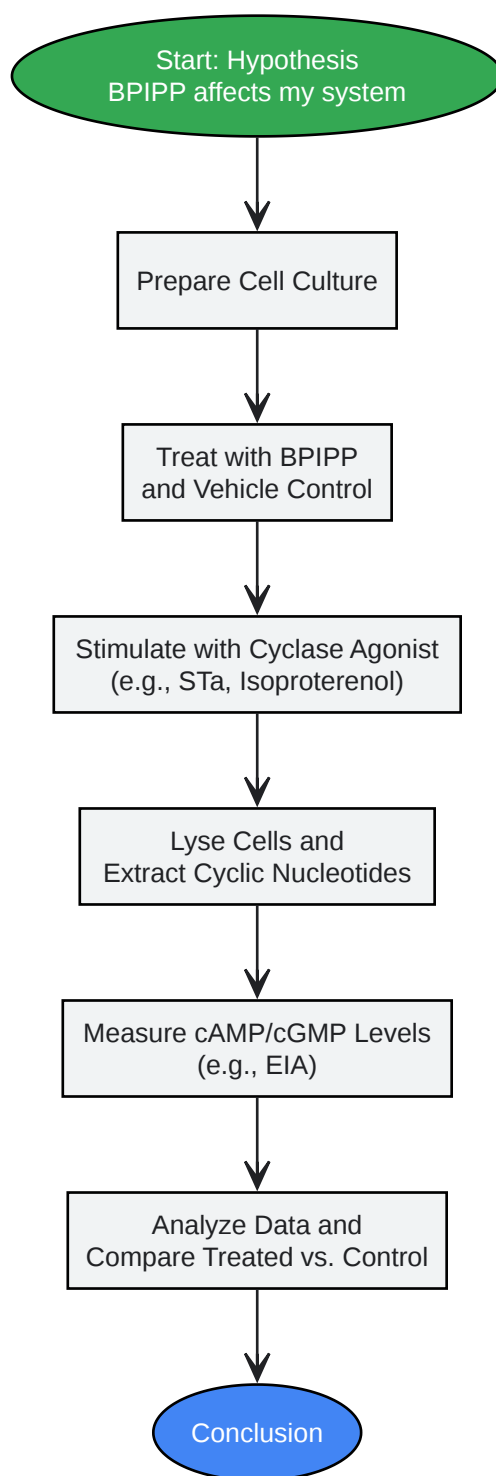 Start: Hypothesis
BPIPP affects my system
Prepare Cell Culture
Treat with BPIPP
and Vehicle Control
Stimulate with Cyclase Agonist
(e.g., STa, Isoproterenol)
Lyse Cells and
Extract Cyclic Nucleotides
Measure cAMP/cGMP Levels
(e.g., EIA)
Analyze Data and
Compare Treated vs. Control
Conclusion